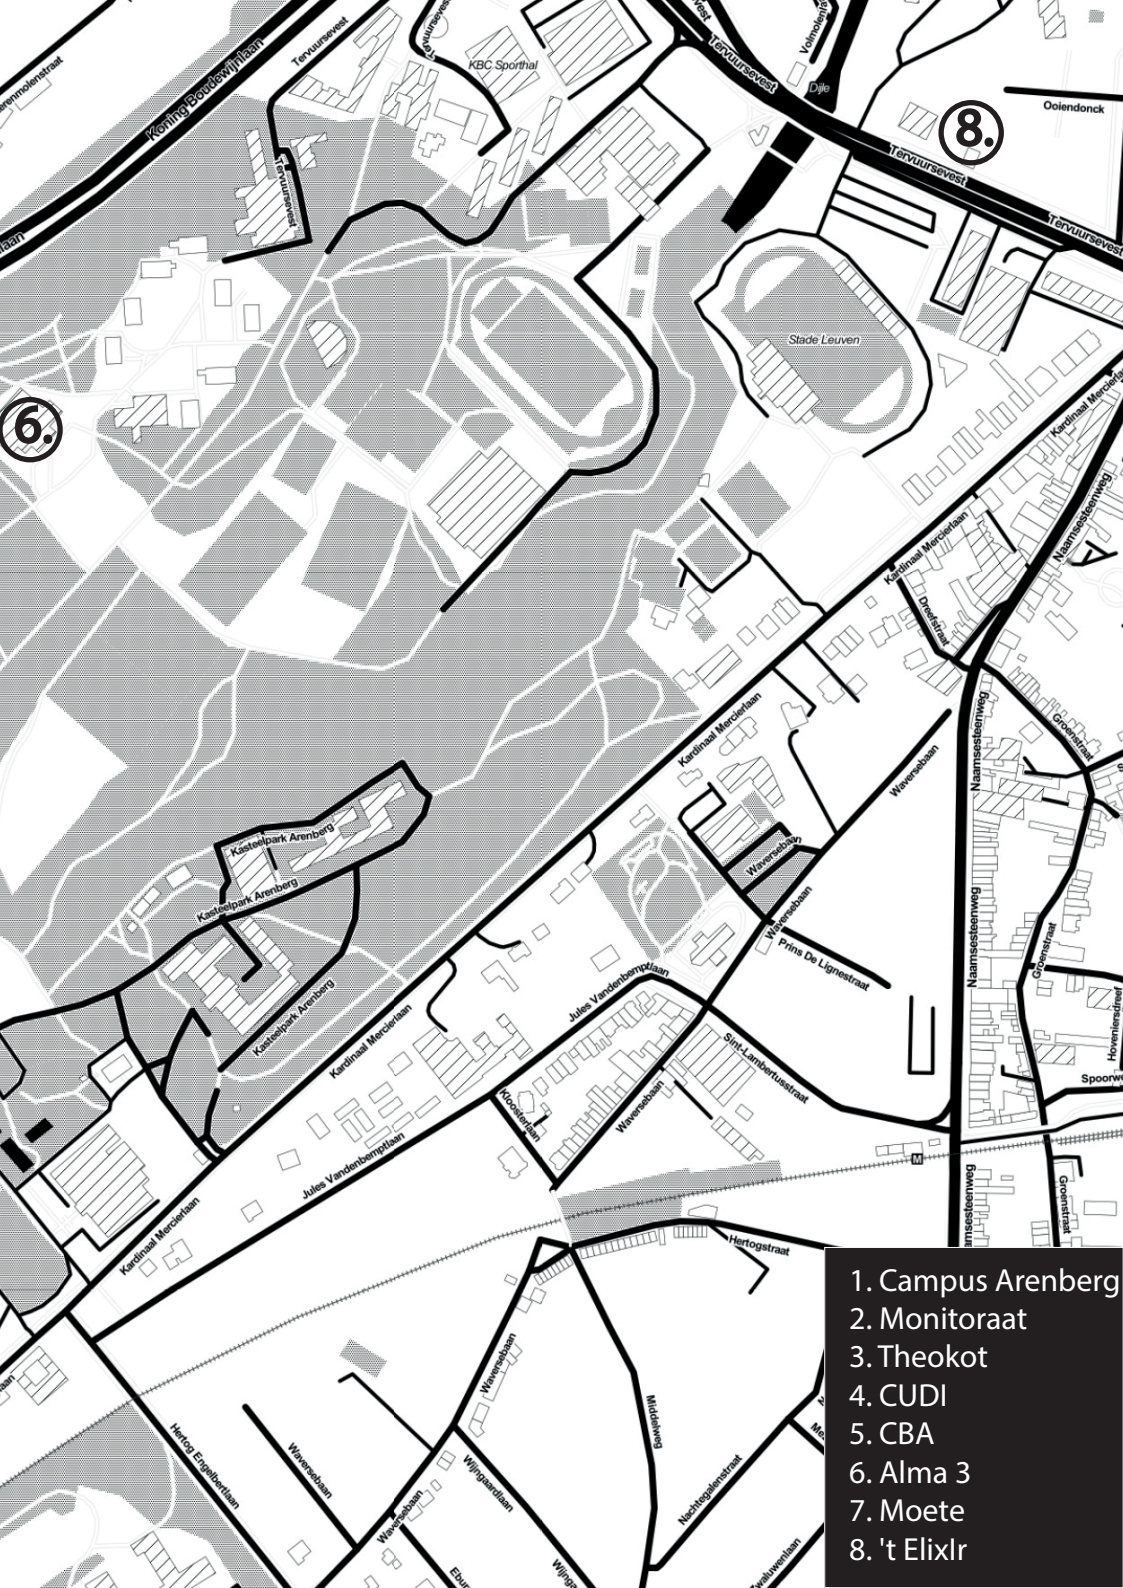 Tervuursevest
Tervuursevest
KBC Sporthal
Tervuursevest
Dijle
Koning Boudewijnlaan
Ooiendonck
8.
Tervuursevest
Tervuursevest
Tervuursevest
Stade Leuven
6.
Kardinaal Mercierlaan
Naamsesteenweg
Dreefstraat
Kardinaal Mercierlaan
Naamsesteenweg
Groenstraat
Waversebaan
Kasteelpark Arenberg
Kasteelpark Arenberg
Waversebaan
Waversebaan
Prins De Lignestraat
Naamsesteenweg
Groenstraat
Jules Vandenbemptlaan
Kasteelpark Arenberg
Kardinaal Mercierlaan
Hoveniersdreef
Sint-Lambertusstraat
Kloosterlaan
Waversebaan
Jules Vandenbemptlaan
M
Groenstraat
Kardinaal Mercierlaan
Hertogstraat
Waversebaan
Middelweg
Hertog Engelbertlaan
Waversebaan
Wijngaardlaan
Nachtegalenstraat
Waversebaan
1. Campus Arenberg
2. Monitoraat
3. Theokot
4. CUDI
5. CBA
6. Alma 3
7. Moete
8. 't ElixIr